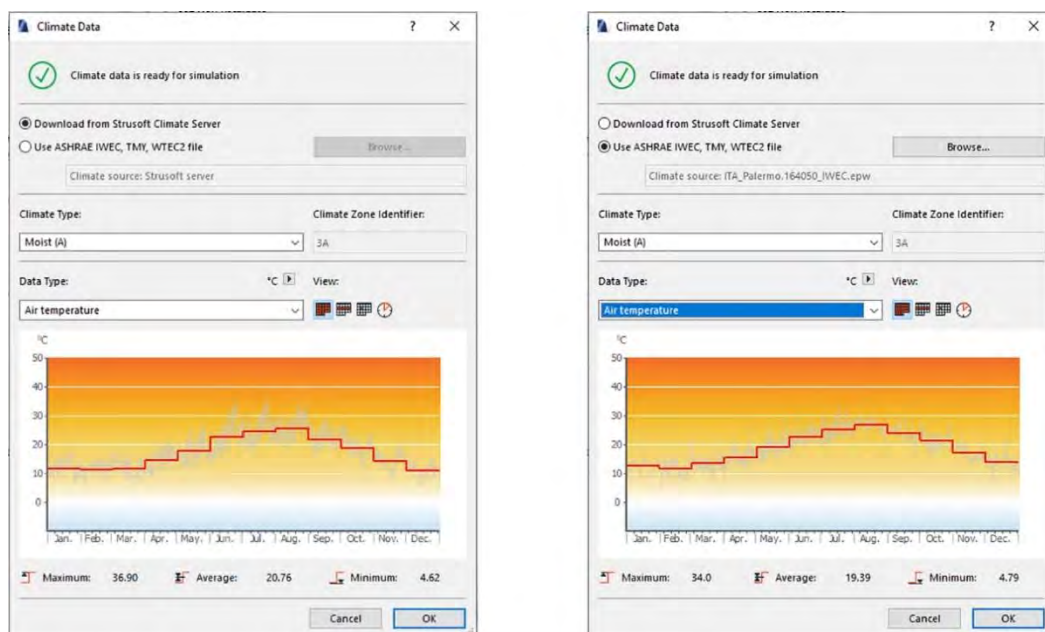 Climate Data ? X
Climate data is ready for simulation
Download from Strusoft Climate Server
Use ASHRAE IWEC, TMY, WTEC2 file Browse...
Climate source: Strusoft server
Climate Type: Climate Zone Identifier:
Moist (A) 3A
Data Type: °C View:
Air temperature
°C
50
40
30
20
10
0
Jan. Feb. Mar. Apr. May. Jun. Jul. Aug. Sep. Oct. Nov. Dec.
Maximum: 36.90 Average: 20.76 Minimum: 4.62
Cancel OK
Climate Data ? X
Climate data is ready for simulation
Download from Strusoft Climate Server
Use ASHRAE IWEC, TMY, WTEC2 file Browse...
Climate source: ITA_Palermo.164050_IWEC.epw
Climate Type: Climate Zone Identifier:
Moist (A) 3A
Data Type: °C View:
Air temperature
°C
50
40
30
20
10
0
Jan. Feb. Mar. Apr. May. Jun. Jul. Aug. Sep. Oct. Nov. Dec.
Maximum: 34.0 Average: 19.39 Minimum: 4.79
Cancel OK